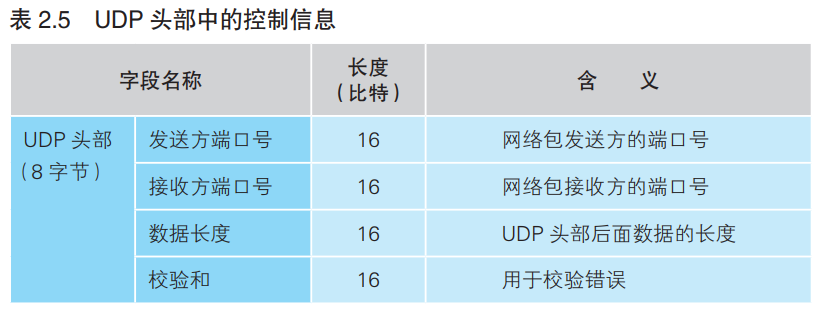 表 2.5 UDP 头部中的控制信息
字段名称
长度
（比特）
含 义
UDP 头部
（8 字节）
发送方端口号
16
网络包发送方的端口号
接收方端口号
16
网络包接收方的端口号
数据长度
16
UDP 头部后面数据的长度
校验和
16
用于校验错误